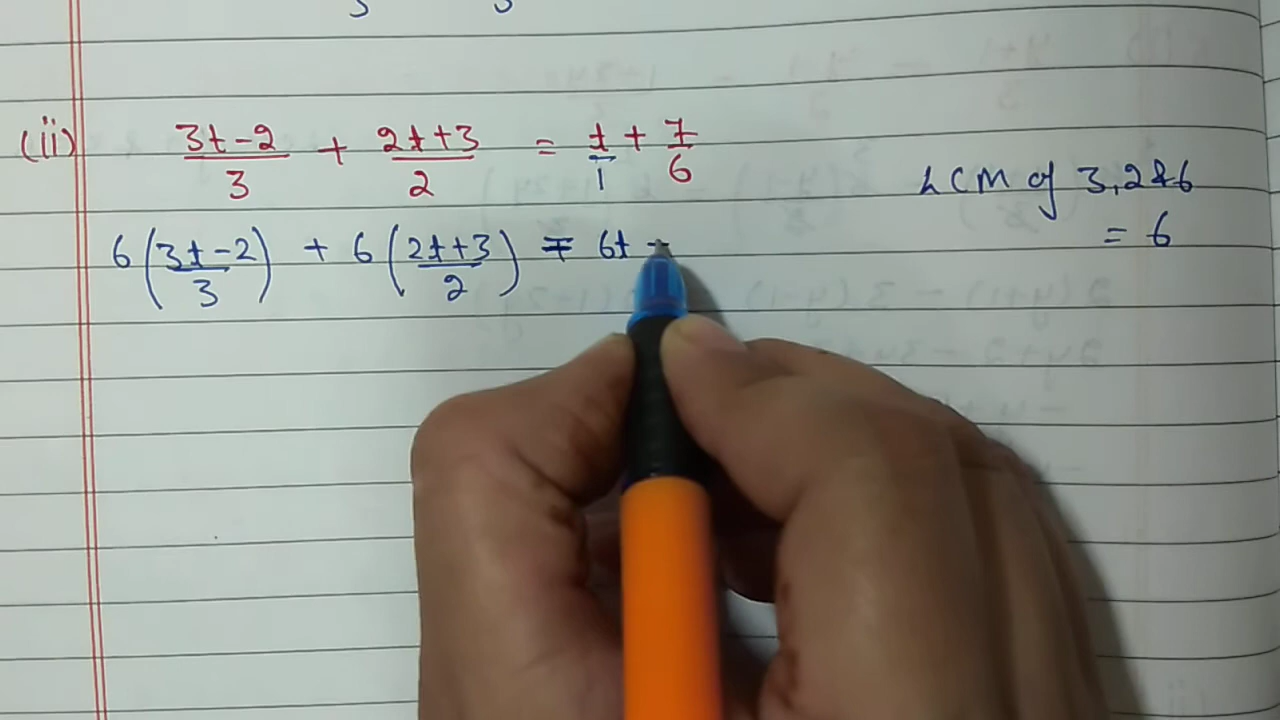 (ii) 3t-2/3 + 2t+3/2 = t/1 + 7/6
LCM of 3,2&6
= 6
6(3t-2/3) + 6(2t+3/2) = 6t